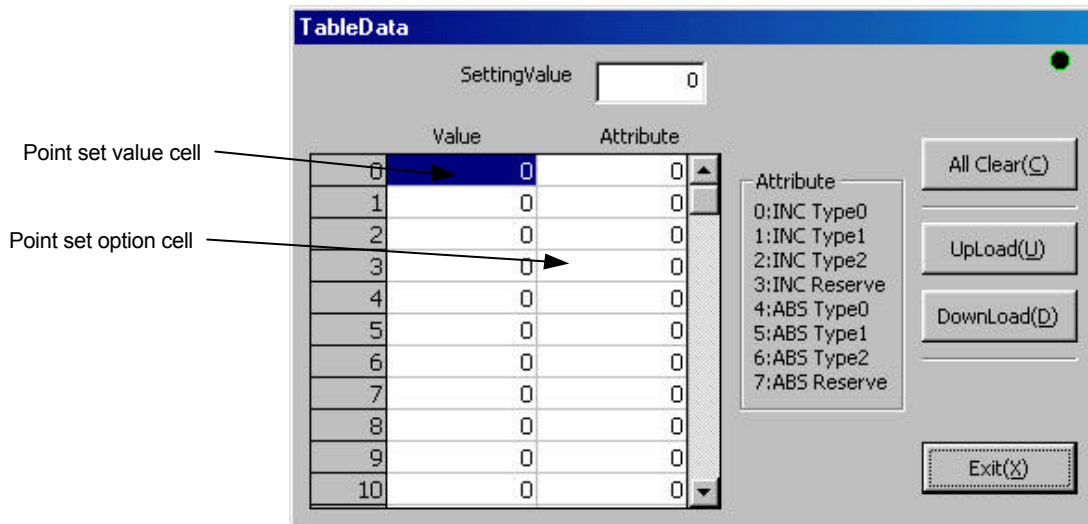 TableData
SettingValue 0
Value Attribute
Point set value cell
Point set option cell
0 0 0
1 0 0
2 0 0
3 0 0
4 0 0
5 0 0
6 0 0
7 0 0
8 0 0
9 0 0
10 0 0
Attribute
0:INC Type0
1:INC Type1
2:INC Type2
3:INC Reserve
4:ABS Type0
5:ABS Type1
6:ABS Type2
7:ABS Reserve
All Clear(C)
UpLoad(U)
DownLoad(D)
Exit(X)